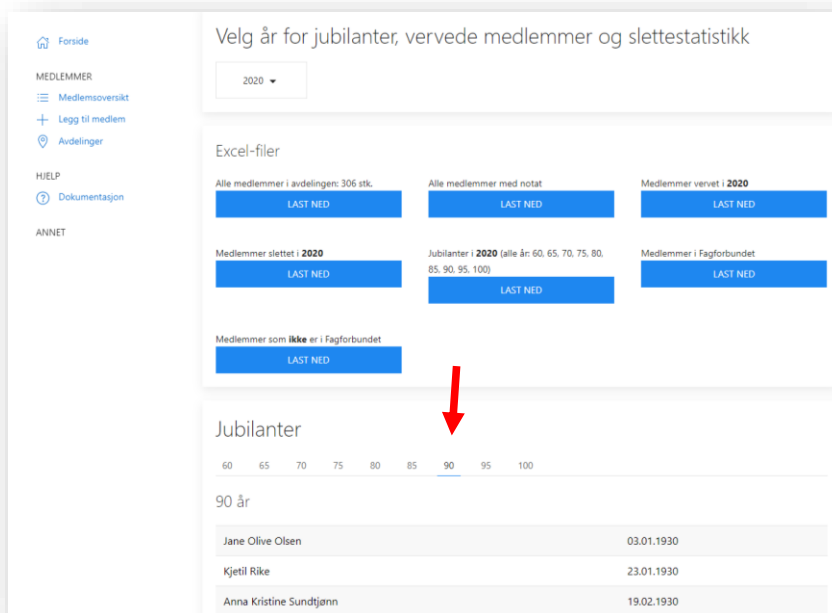 Forside
MEDLEMMER
Medlemsoversikt
Legg til medlem
Avdelinger
HJELP
Dokumentasjon
ANNET
Velg år for jubilanter, vervede medlemmer og slettestatistikk
2020
Excel-filer
Alle medlemmer i avdelingen: 306 stk.
LAST NED
Alle medlemmer med notat
LAST NED
Medlemmer vervet i 2020
LAST NED
Medlemmer slettet i 2020
LAST NED
Jubilanter i 2020 (alle år: 60, 65, 70, 75, 80,
85, 90, 95, 100)
LAST NED
Medlemmer i Fagforbundet
LAST NED
Medlemmer som ikke er i Fagforbundet
LAST NED
Jubilanter
60 65 70 75 80 85 90 95 100
90 år
Jane Olive Olsen 03.01.1930
Kjetil Rike 23.01.1930
Anna Kristine Sundtjønn 19.02.1930